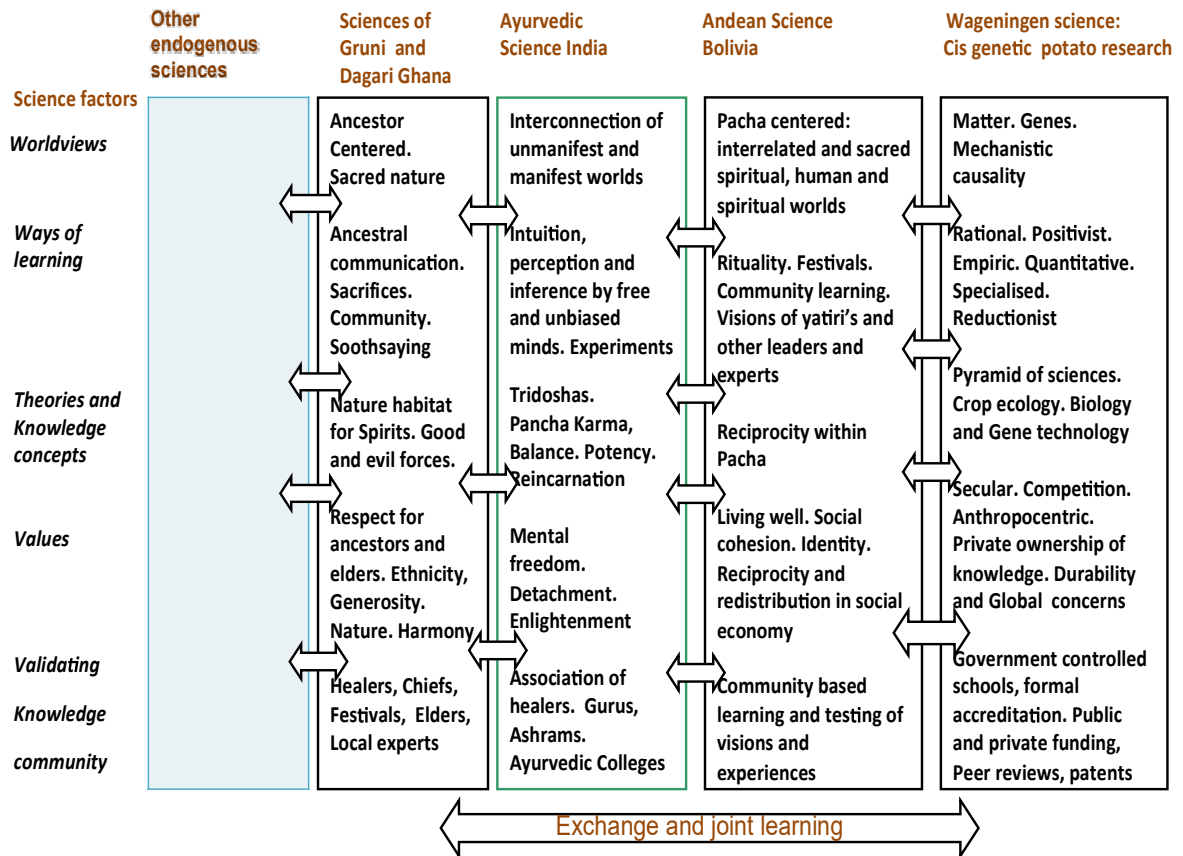 Other
endogenous
sciences
Sciences of
Gruni and
Dagari Ghana
Ayurvedic
Science India
Andean Science
Bolivia
Wageningen science:
Cis genetic potato research
Science factors
Worldviews
Ancestor
Centered.
Sacred nature
Interconnection of
unmanifest and
manifest worlds
Pacha centered:
interrelated and sacred
spiritual, human and
spiritual worlds
Matter. Genes.
Mechanistic
causality
Ways of
learning
Ancestral
communication.
Sacrifices.
Community.
Soothsaying
Intuition,
perception and
inference by free
and unbiased
minds. Experiments
Rituality. Festivals.
Community learning.
Visions of yatiri's and
other leaders and
experts
Rational. Positivist.
Empiric. Quantitative.
Specialised.
Reductionist
Theories and
Knowledge
concepts
Nature habitat
for Spirits. Good
and evil forces.
Tridoshas.
Pancha Karma,
Balance. Potency.
Reincarnation
Reciprocity within
Pacha
Pyramid of sciences.
Crop ecology. Biology
and Gene technology
Values
Respect for
ancestors and
elders. Ethnicity,
Generosity.
Nature. Harmony
Mental
freedom.
Detachment.
Enlightenment
Living well. Social
cohesion. Identity.
Reciprocity and
redistribution in social
economy
Secular. Competition.
Anthropocentric.
Private ownership of
knowledge. Durability
and Global concerns
Validating
Knowledge
community
Healers, Chiefs,
Festivals, Elders,
Local experts
Association of
healers. Gurus,
Ashrams.
Ayurvedic Colleges
Community based
learning and testing of
visions and
experiences
Government controlled
schools, formal
accreditation. Public
and private funding,
Peer reviews, patents
Exchange and joint learning